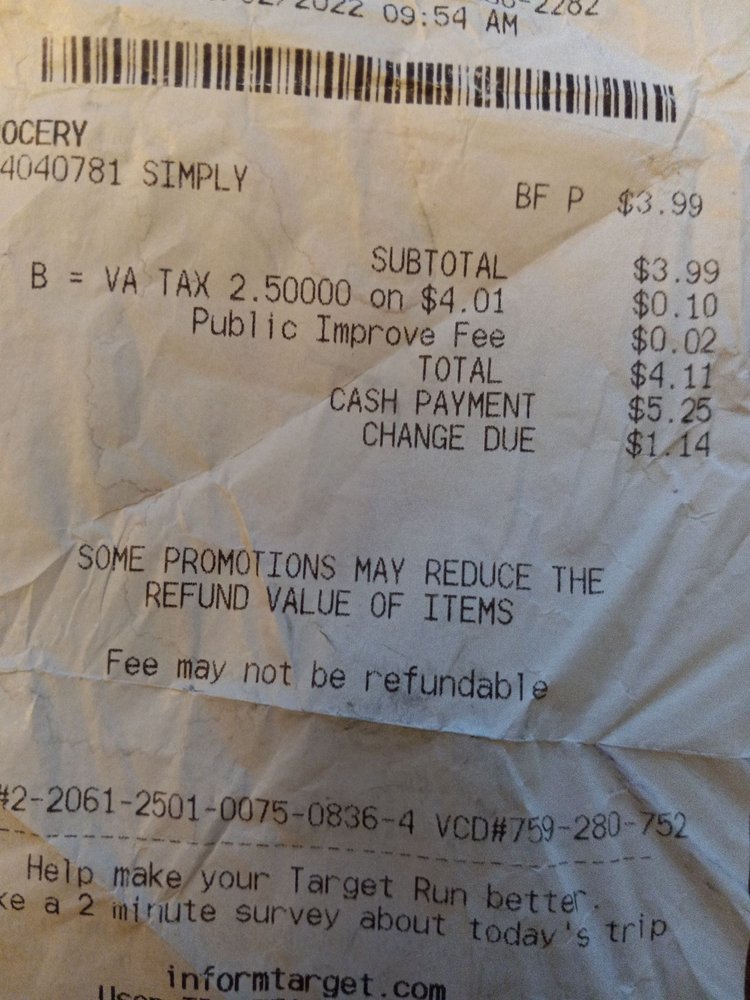 2022 09:54 AM
OCERY
4040781 SIMPLY
BF P $3.99
SUBTOTAL $3.99
B = VA TAX 2.50000 on $4.01 $0.10
Public Improve Fee $0.02
TOTAL $4.11
CASH PAYMENT $5.25
CHANGE DUE $1.14
SOME PROMOTIONS MAY REDUCE THE
REFUND VALUE OF ITEMS
Fee may not be refundable
#2-2061-2501-0075-0836-4 VCD#759-280-752
Help make your Target Run better.
ke a 2 minute survey about today's trip
informtarget.com